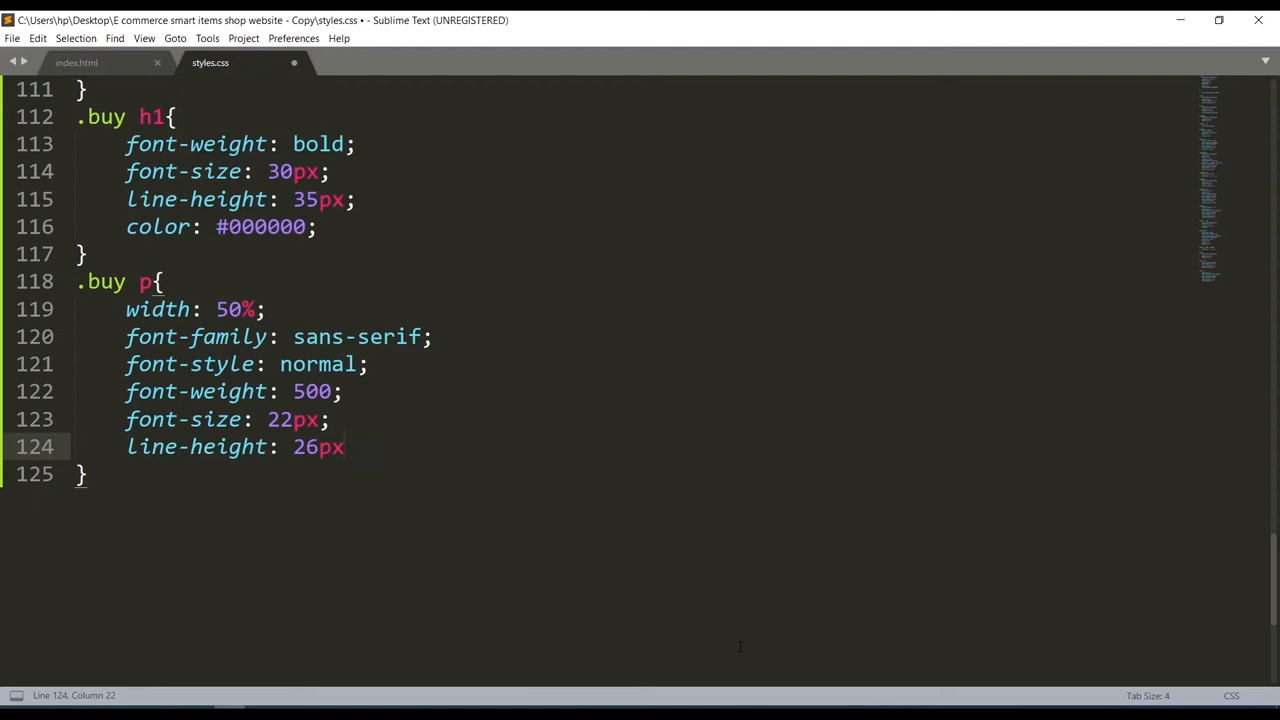 C:\Users\hp\Desktop\E commerce smart items shop website - Copy\styles.css • - Sublime Text (UNREGISTERED)
File Edit Selection Find View Goto Tools Project Preferences Help
index.html styles.css
111 }
112 .buy h1{
113 font-weight: bold;
114 font-size: 30px;
115 line-height: 35px;
116 color: #000000;
117 }
118 .buy p{
119 width: 50%;
120 font-family: sans-serif;
121 font-style: normal;
122 font-weight: 500;
123 font-size: 22px;
124 line-height: 26px
125 }
Line 124, Column 22 Tab Size: 4 CSS